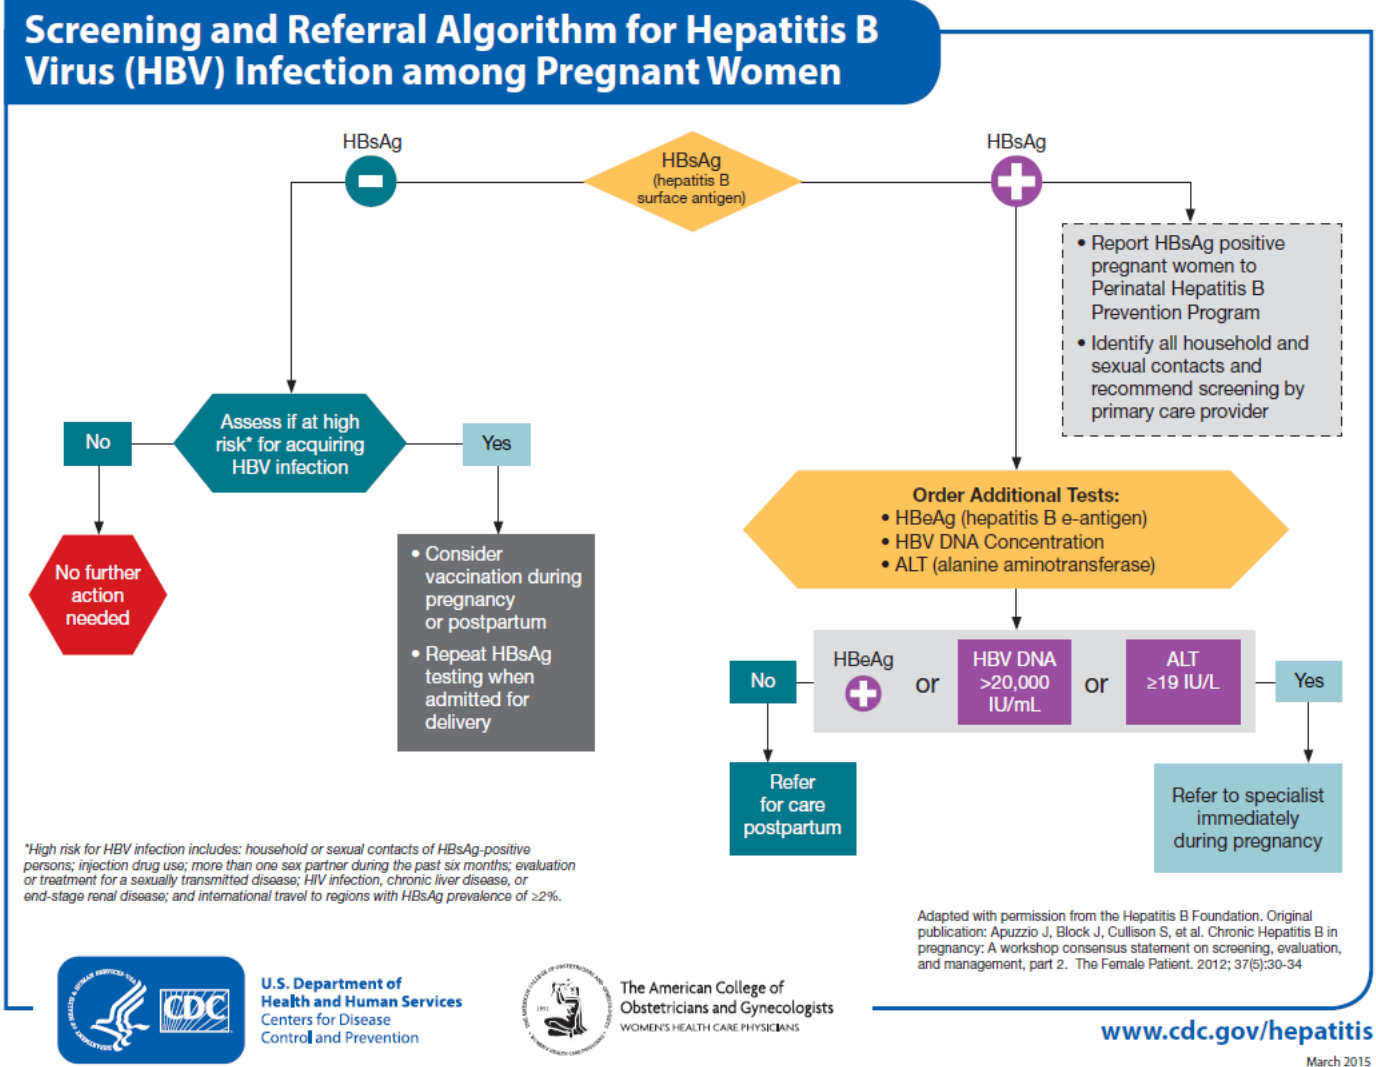 Screening and Referral Algorithm for Hepatitis B
Virus (HBV) Infection among Pregnant Women
HBsAg
HBsAg
(hepatitis B
surface antigen)
HBsAg
• Report HBsAg positive
pregnant women to
Perinatal Hepatitis B
Prevention Program
• Identify all household and
sexual contacts and
recommend screening by
primary care provider
No
Assess if at high
risk* for acquiring
HBV infection
Yes
No further
action
needed
• Consider
vaccination during
pregnancy
or postpartum
• Repeat HBsAg
testing when
admitted for
delivery
Order Additional Tests:
• HBeAg (hepatitis B e-antigen)
• HBV DNA Concentration
• ALT (alanine aminotransferase)
No
HBeAg
or
HBV DNA
>20,000
IU/mL
or
ALT
≥19 IU/L
Yes
Refer
for care
postpartum
Refer to specialist
immediately
during pregnancy
*High risk for HBV infection includes: household or sexual contacts of HBsAg-positive
persons; injection drug use; more than one sex partner during the past six months; evaluation
or treatment for a sexually transmitted disease; HIV infection, chronic liver disease, or
end-stage renal disease; and international travel to regions with HBsAg prevalence of ≥2%.
Adapted with permission from the Hepatitis B Foundation. Original
publication: Apuzzio J, Block J, Cullison S, et al. Chronic Hepatitis B in
pregnancy: A workshop consensus statement on screening, evaluation,
and management, part 2. The Female Patient. 2012; 37(5):30-34
CDC
U.S. Department of
Health and Human Services
Centers for Disease
Control and Prevention
1951
The American College of
Obstetricians and Gynecologists
WOMEN'S HEALTH CARE PHYSICIANS
www.cdc.gov/hepatitis
March 2015